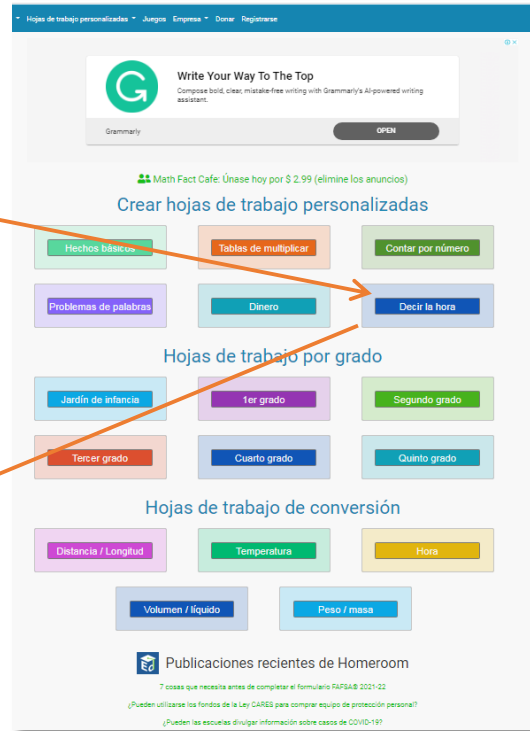 Hojas de trabajo personalizadas Juegos Empresa Donar Registrarse
Write Your Way To The Top
Compose bold, clear, mistake-free writing with Grammarly's AI-powered writing
assistant.
Grammarly OPEN
Math Fact Cafe: Únase hoy por $ 2.99 (elimine los anuncios)
Crear hojas de trabajo personalizadas
Hechos básicos Tablas de multiplicar Contar por número
Problemas de palabras Dinero Decir la hora
Hojas de trabajo por grado
Jardín de infancia 1er grado Segundo grado
Tercer grado Cuarto grado Quinto grado
Hojas de trabajo de conversión
Distancia / Longitud Temperatura Hora
Volumen / líquido Peso / masa
Publicaciones recientes de Homeroom
7 cosas que necesita antes de completar el formulario FAFSA® 2021-22
¿Pueden utilizarse los fondos de la Ley CARES para comprar equipo de protección personal?
¿Pueden las escuelas divulgar información sobre casos de COVID-19?